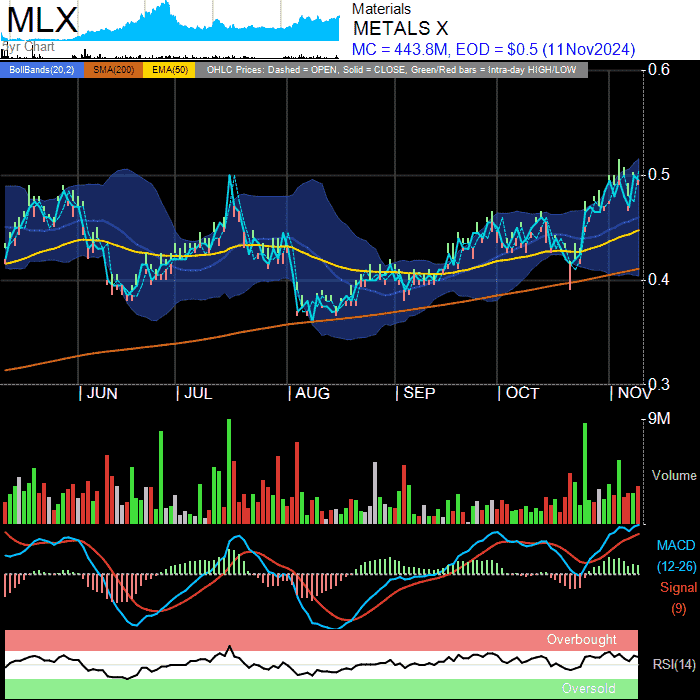 MLX
5yr Chart
Materials
METALS X
MC = 443.8M, EOD = $0.5 (11Nov2024)
BollBands(20,2) SMA(200) EMA(50) OHLC Prices: Dashed = OPEN, Solid = CLOSE, Green/Red bars = Intra-day HIGH/LOW
0.6
0.5
0.4
0.3
JUN JUL AUG SEP OCT NOV
9M
Volume
MACD
(12-26)
Signal
(9)
Overbought
RSI(14)
Oversold